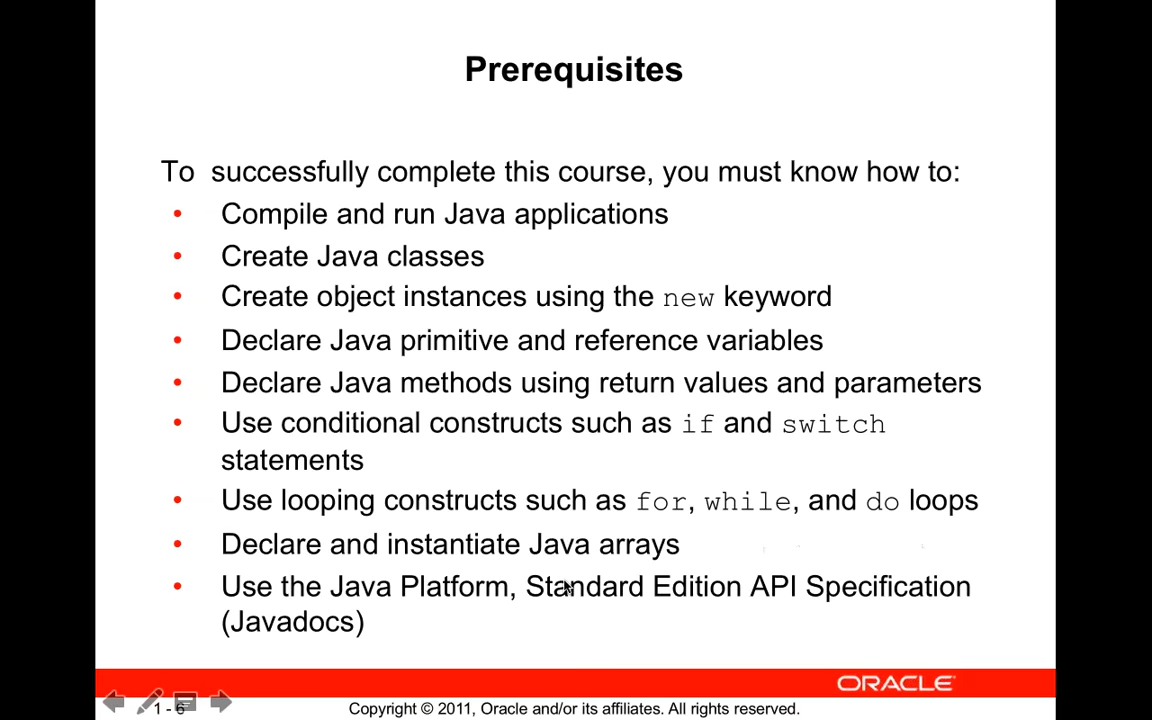 Prerequisites
To successfully complete this course, you must know how to:
• Compile and run Java applications
• Create Java classes
• Create object instances using the new keyword
• Declare Java primitive and reference variables
• Declare Java methods using return values and parameters
• Use conditional constructs such as if and switch
statements
• Use looping constructs such as for, while, and do loops
• Declare and instantiate Java arrays
• Use the Java Platform, Standard Edition API Specification
(Javadocs)
ORACLE
1 - 6
Copyright © 2011, Oracle and/or its affiliates. All rights reserved.